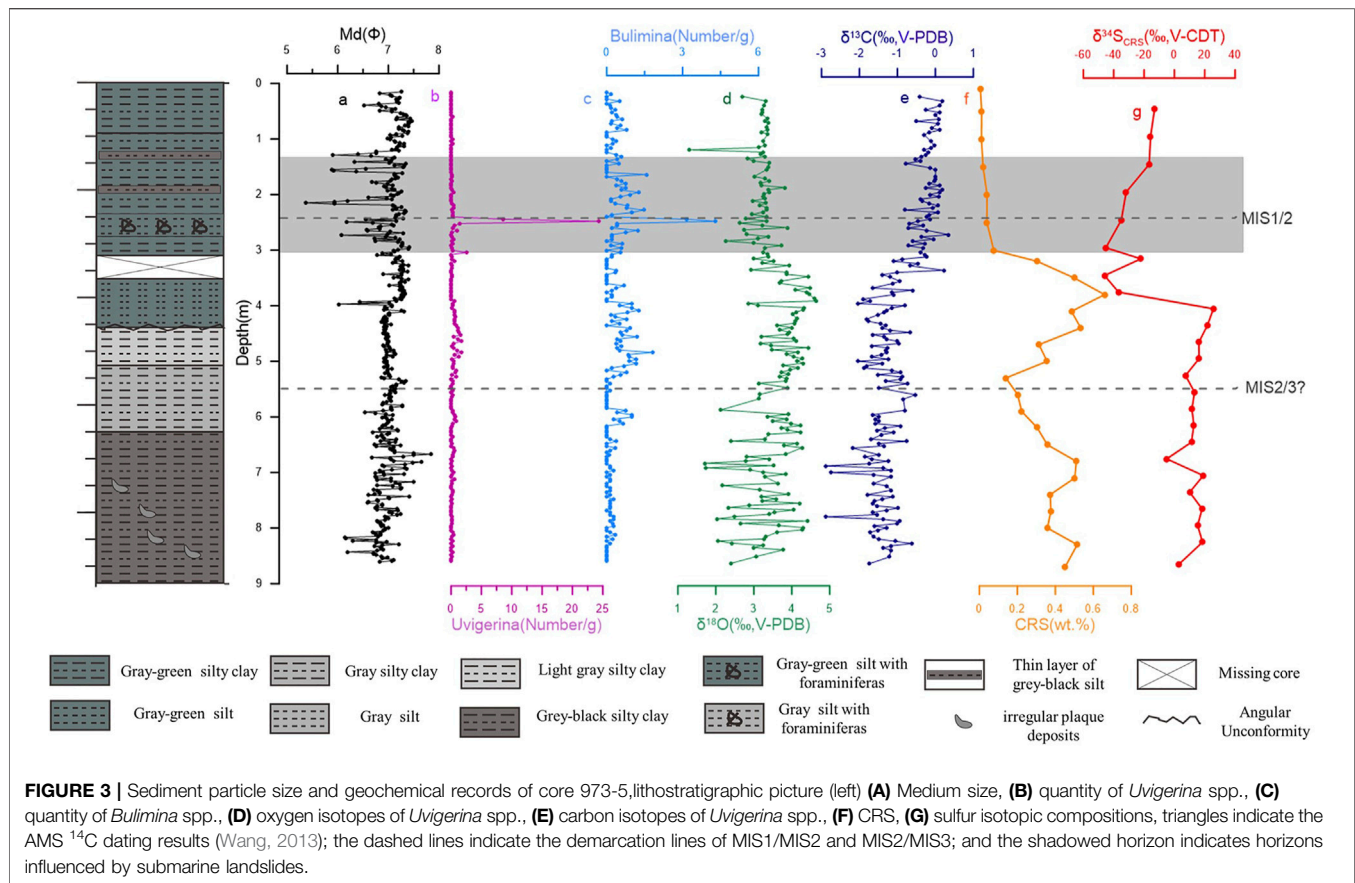 Md(Φ)
5 6 7 8
Bulimina(Number/g)
0 3 6
δ¹³C(‰,V-PDB)
-3 -2 -1 0 1
δ³⁴S_CRS(‰,V-CDT)
-60 -40 -20 0 20 40
a b c d e f g
Depth(m)
0
1
2
3
4
5
6
7
8
9
MIS1/2
MIS2/3?
0 5 10 15 20 25
Uvigerina(Number/g)
1 2 3 4 5
δ¹⁸O(‰,V-PDB)
0 0.2 0.4 0.6 0.8
CRS(wt.%)
Gray-green silty clay
Gray silty clay
Light gray silty clay
Gray-green silt with
foraminiferas
Thin layer of
grey-black silt
Missing core
Gray-green silt
Gray silt
Grey-black silty clay
Gray silt with
foraminiferas
irregular plaque
deposits
Angular
Unconformity
FIGURE 3 | Sediment particle size and geochemical records of core 973-5,lithostratigraphic picture (left) (A) Medium size, (B) quantity of Uvigerina spp., (C)
quantity of Bulimina spp., (D) oxygen isotopes of Uvigerina spp., (E) carbon isotopes of Uvigerina spp., (F) CRS, (G) sulfur isotopic compositions, triangles indicate the
AMS ¹⁴C dating results (Wang, 2013); the dashed lines indicate the demarcation lines of MIS1/MIS2 and MIS2/MIS3; and the shadowed horizon indicates horizons
influenced by submarine landslides.